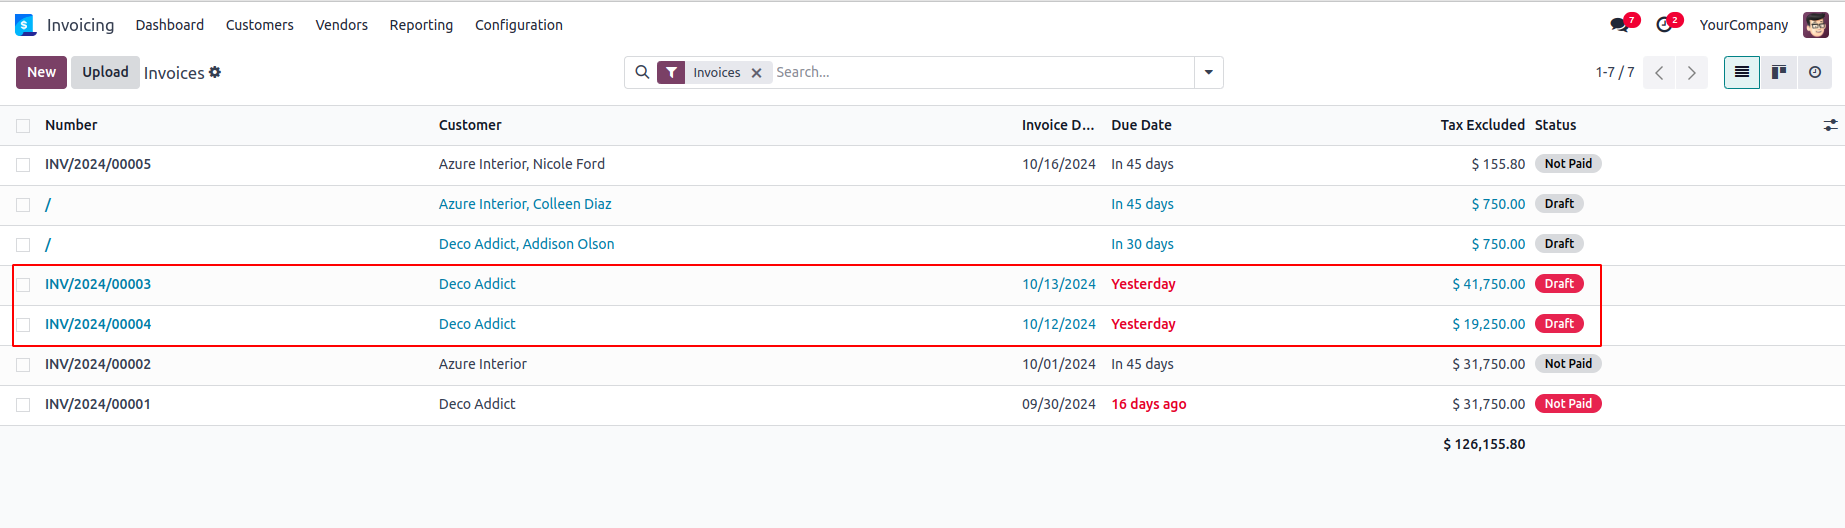 Invoicing Dashboard Customers Vendors Reporting Configuration 7 2 YourCompany
New Upload Invoices Invoices Search... 1-7 / 7
Number Customer Invoice D... Due Date Tax Excluded Status
INV/2024/00005 Azure Interior, Nicole Ford 10/16/2024 In 45 days $ 155.80 Not Paid
/ Azure Interior, Colleen Diaz In 45 days $ 750.00 Draft
/ Deco Addict, Addison Olson In 30 days $ 750.00 Draft
INV/2024/00003 Deco Addict 10/13/2024 Yesterday $ 41,750.00 Draft
INV/2024/00004 Deco Addict 10/12/2024 Yesterday $ 19,250.00 Draft
INV/2024/00002 Azure Interior 10/01/2024 In 45 days $ 31,750.00 Not Paid
INV/2024/00001 Deco Addict 09/30/2024 16 days ago $ 31,750.00 Not Paid
$ 126,155.80